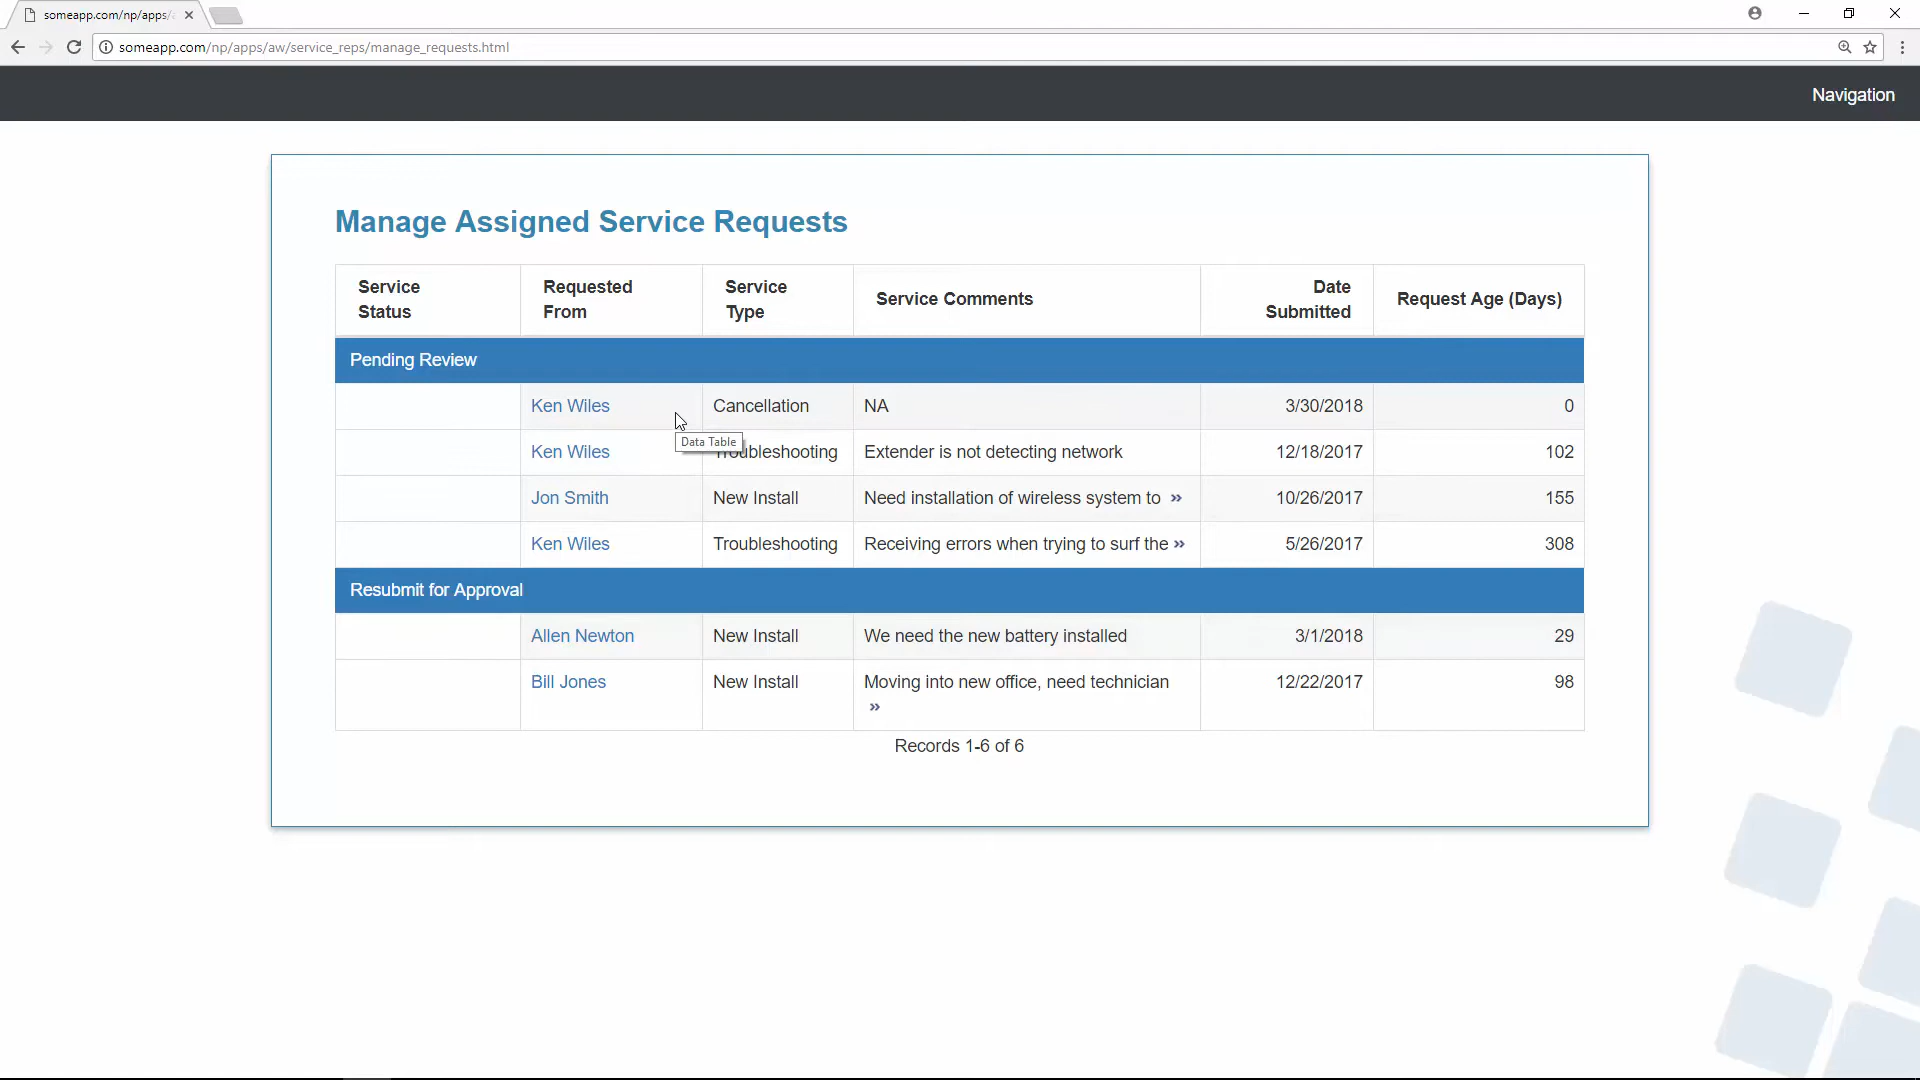 someapp.com/np/apps/
someapp.com/np/apps/aw/service_reps/manage_requests.html
Navigation
Manage Assigned Service Requests
Service Status
Requested From
Service Type
Service Comments
Date Submitted
Request Age (Days)
Pending Review
Ken Wiles Cancellation NA 3/30/2018 0
Data Table
Ken Wiles Troubleshooting Extender is not detecting network 12/18/2017 102
Jon Smith New Install Need installation of wireless system to » 10/26/2017 155
Ken Wiles Troubleshooting Receiving errors when trying to surf the » 5/26/2017 308
Resubmit for Approval
Allen Newton New Install We need the new battery installed 3/1/2018 29
Bill Jones New Install Moving into new office, need technician 12/22/2017 98
»
Records 1-6 of 6